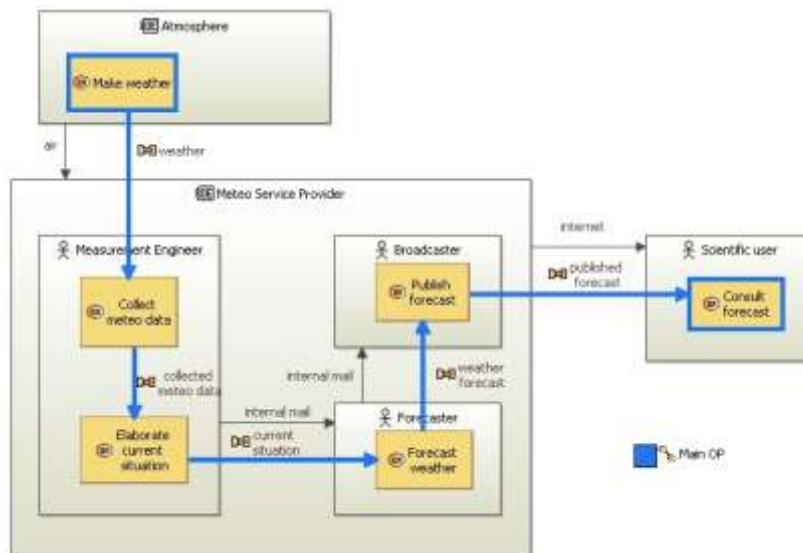 Atmosphere
Make weather
air
weather
Meteo Service Provider
Measurement Engineer
Broadcaster
internet
Scientific user
Collect
meteo data
Publish
forecast
published
forecast
Consult
forecast
collected
meteo data
internal mail
weather
forecast
internal mail
Forecaster
Elaborate
current
situation
current
situation
Forecast
weather
Main OP